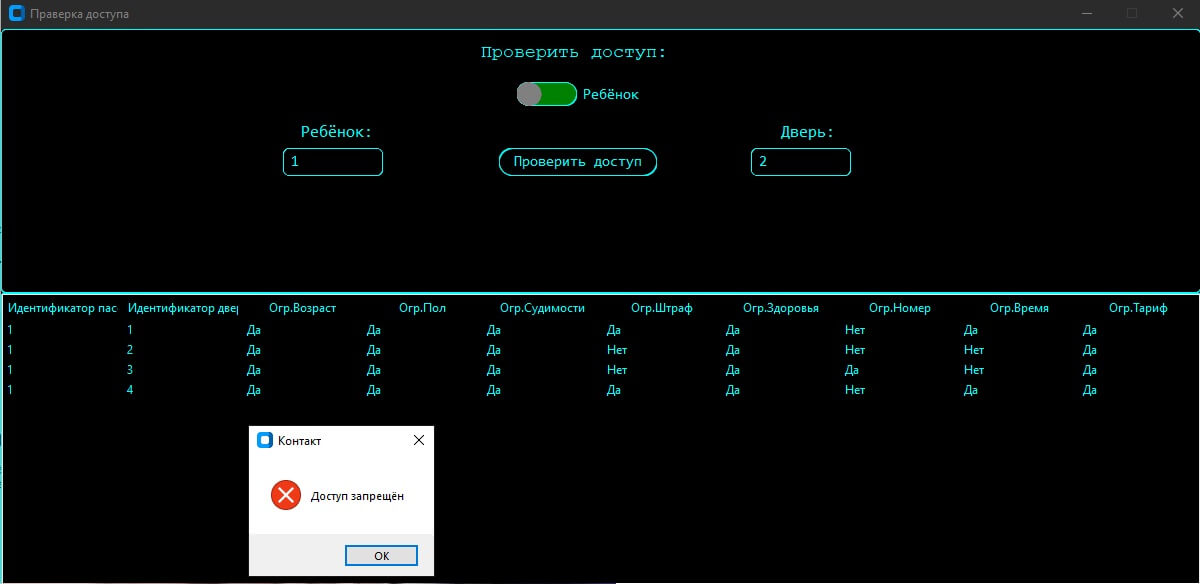 Праверка доступа
Проверить доступ:
Ребёнок
Ребёнок: Дверь:
1 Проверить доступ 2
Идентификатор пас Идентификатор двер Огр.Возраст Огр.Пол Огр.Судимости Огр.Штраф Огр.Здоровья Огр.Номер Огр.Время Огр.Тариф
1 1 Да Да Да Да Да Нет Да Да
1 2 Да Да Да Нет Да Нет Нет Да
1 3 Да Да Да Нет Да Да Нет Да
1 4 Да Да Да Да Да Нет Да Да
Контакт
Доступ запрещён
OK